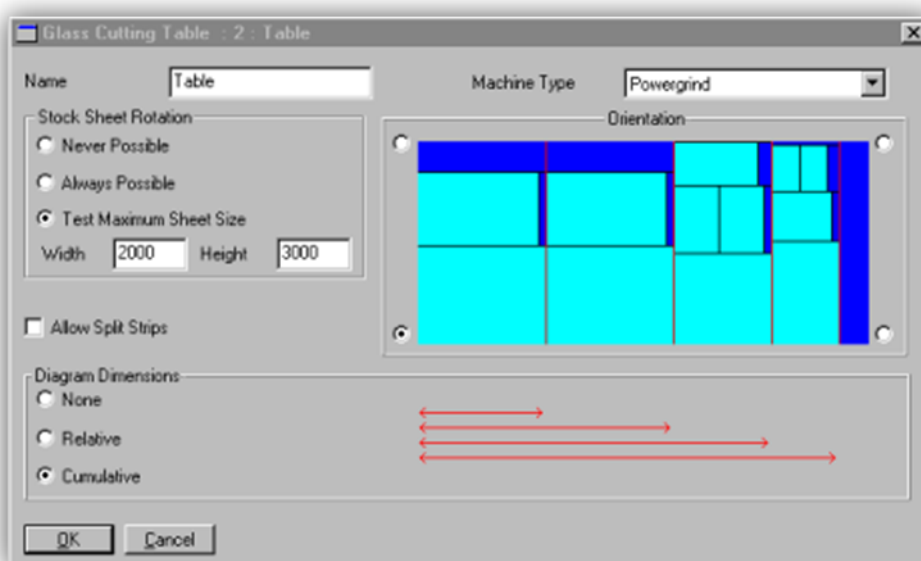 Glass Cutting Table : 2 : Table
Name Table Machine Type Powergrind
Stock Sheet Rotation
Never Possible
Always Possible
Test Maximum Sheet Size
Width 2000 Height 3000
Orientation
Allow Split Strips
Diagram Dimensions
None
Relative
Cumulative
OK Cancel